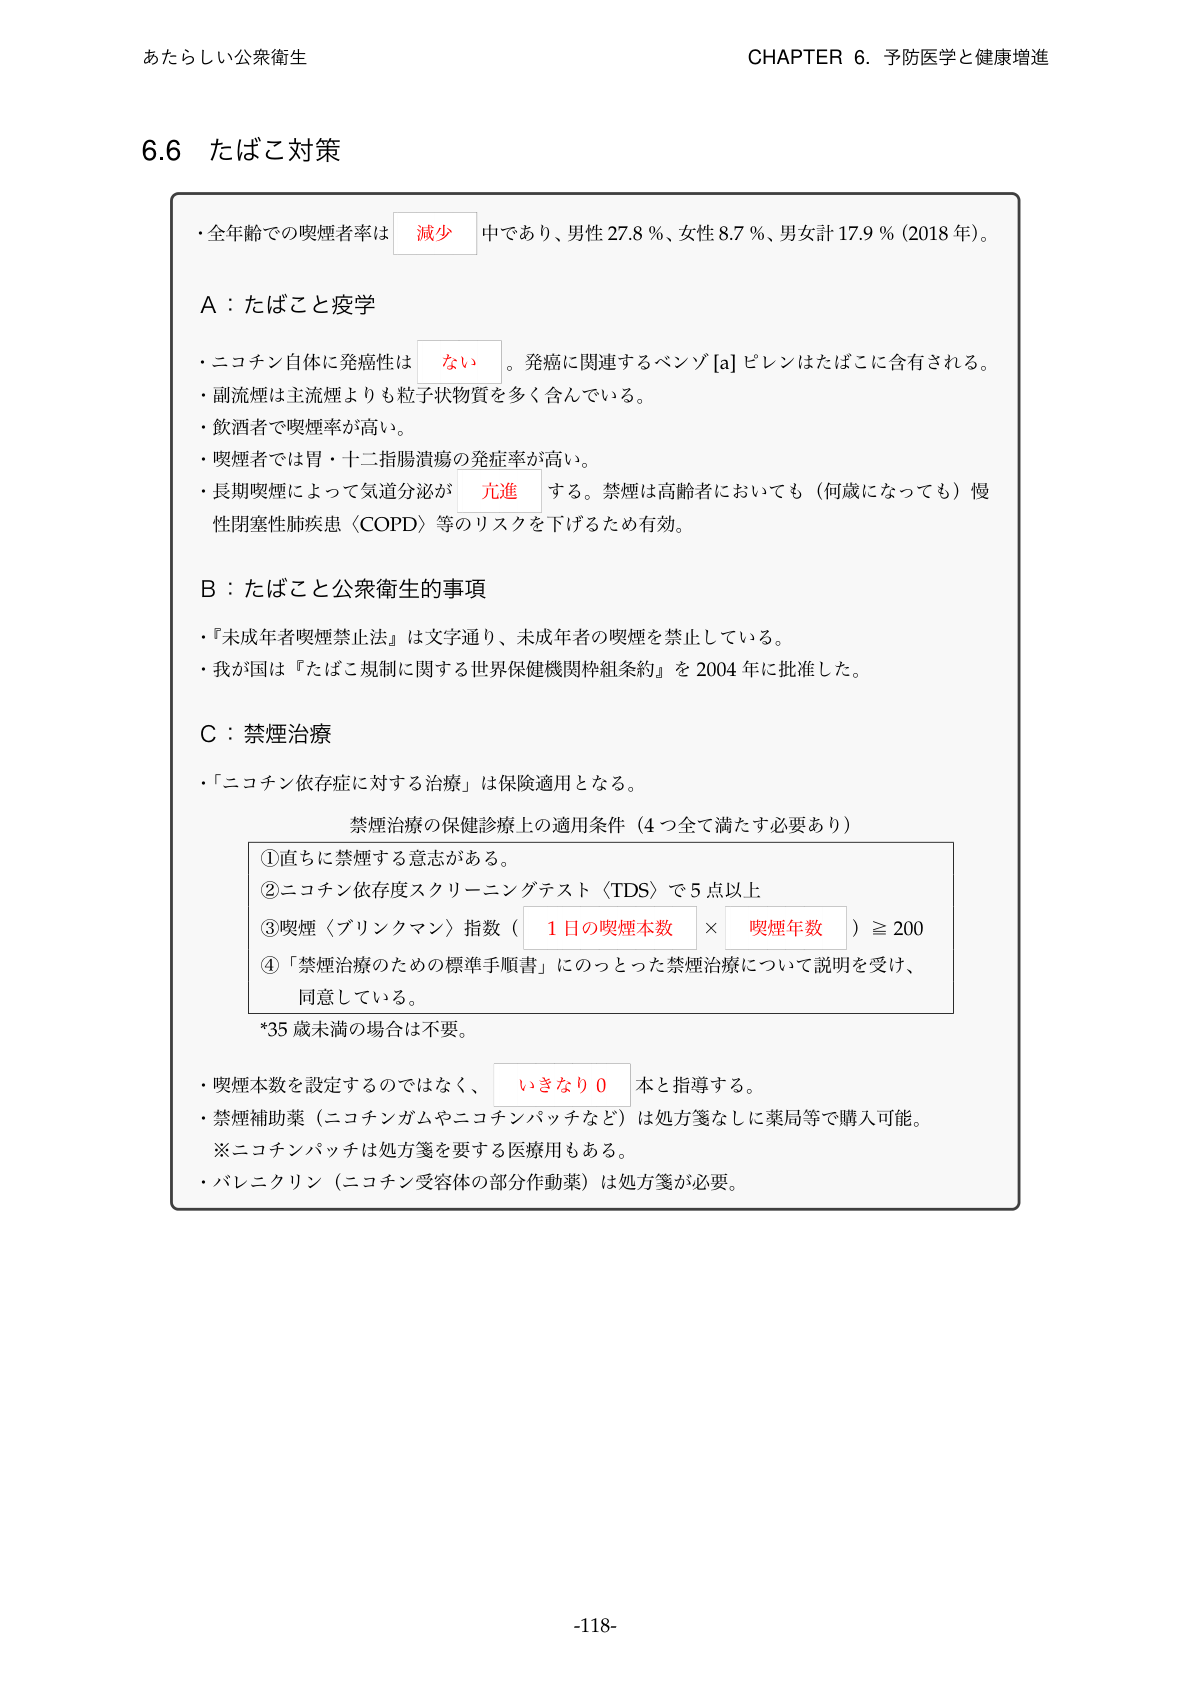 あたらしい公衆衛生 CHAPTER 6. 予防医学と健康増進
6.6 たばこ対策
・全年齢での喫煙者率は 減少 中であり、男性 27.8 %、女性 8.7 %、男女計 17.9 % (2018 年)。
A：たばこと疫学
・ニコチン自体に発癌性は ない 。発癌に関連するベンゾ [a] ピレンはたばこに含有される。
・副流煙は主流煙よりも粒子状物質を多く含んでいる。
・飲酒者で喫煙率が高い。
・喫煙者では胃・十二指腸潰瘍の発症率が高い。
・長期喫煙によって気道分泌が 亢進 する。禁煙は高齢者においても（何歳になっても）慢
性閉塞性肺疾患〈COPD〉等のリスクを下げるため有効。
B：たばこと公衆衛生的事項
・『未成年者喫煙禁止法』は文字通り、未成年者の喫煙を禁止している。
・我が国は『たばこ規制に関する世界保健機関枠組条約』を 2004 年に批准した。
C：禁煙治療
・「ニコチン依存症に対する治療」は保険適用となる。
禁煙治療の保健診療上の適用条件（4 つ全て満たす必要あり）
①直ちに禁煙する意志がある。
②ニコチン依存度スクリーニングテスト〈TDS〉で 5 点以上
③喫煙〈ブリンクマン〉指数（ 1 日の喫煙本数 × 喫煙年数 ）≧ 200
④「禁煙治療のための標準手順書」にのっとった禁煙治療について説明を受け、
同意している。
*35 歳未満の場合は不要。
・喫煙本数を設定するのではなく、 いきなり 0 本と指導する。
・禁煙補助薬（ニコチンガムやニコチンパッチなど）は処方箋なしに薬局等で購入可能。
※ニコチンパッチは処方箋を要する医療用もある。
・バレニクリン（ニコチン受容体の部分作動薬）は処方箋が必要。
-118-